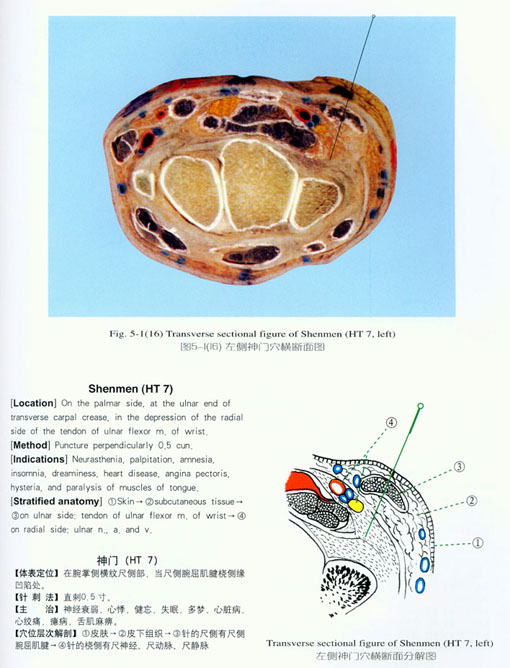 Fig. 5-1(16) Transverse sectional figure of Shenmen (HT 7, left)
图5-1(16) 左侧神门穴横断面图
Shenmen (HT 7)
[Location] On the palmar side, at the ulnar end of
transverse carpal crease, in the depression of the radial
side of the tendon of ulnar flexor m. of wrist.
[Method] Puncture perpendicularly 0.5 cun.
[Indications] Neurasthenia, palpitation, amnesia,
insomnia, dreaminess, heart disease, angina pectoris,
hysteria, and paralysis of muscles of tongue.
[Stratified anatomy] ①Skin→②subcutaneous tissue→
③on ulnar side: tendon of ulnar flexor m. of wrist→④
on radial side: ulnar n., a. and v.
神门 (HT 7)
【体表定位】在腕掌侧横纹尺侧部，当尺侧腕屈肌腱桡侧缘
凹陷处。
【针 刺 法】直刺0.5寸。
【主 治】神经衰弱、心悸、健忘、失眠、多梦、心脏病、
心绞痛、癔病、舌肌麻痹。
【穴位层次解剖】①皮肤→②皮下组织→③针的尺侧有尺侧
腕屈肌腱→④针的桡侧有尺神经、尺动脉、尺静脉
④
③
②
①
Transverse sectional figure of Shenmen (HT 7, left)
左侧神门穴横断面分解图